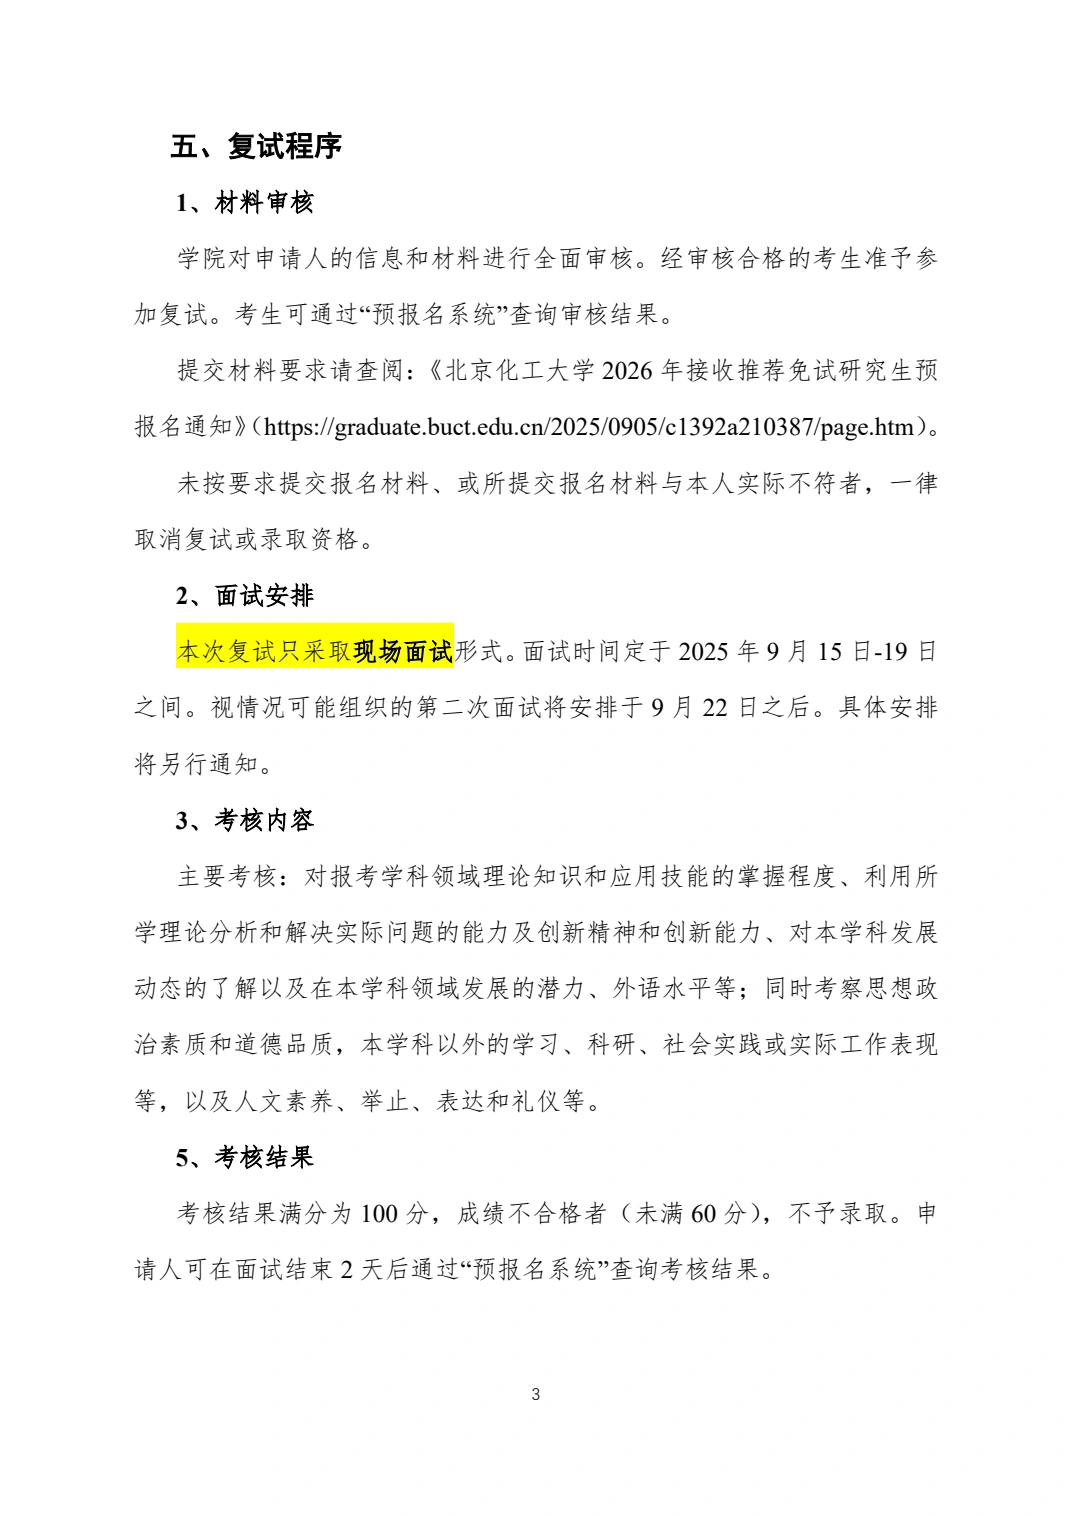 五、复试程序
1、材料审核
学院对申请人的信息和材料进行全面审核。经审核合格的考生准予参
加复试。考生可通过“预报名系统”查询审核结果。
提交材料要求请查阅：《北京化工大学 2026 年接收推荐免试研究生预
报名通知》（https://graduate.buct.edu.cn/2025/0905/c1392a210387/page.htm）。
未按要求提交报名材料、或所提交报名材料与本人实际不符者，一律
取消复试或录取资格。
2、面试安排
本次复试只采取现场面试形式。面试时间定于 2025 年 9 月 15 日-19 日
之间。视情况可能组织的第二次面试将安排于 9 月 22 日之后。具体安排
将另行通知。
3、考核内容
主要考核：对报考学科领域理论知识和应用技能的掌握程度、利用所
学理论分析和解决实际问题的能力及创新精神和创新能力、对本学科发展
动态的了解以及在本学科领域发展的潜力、外语水平等；同时考察思想政
治素质和道德品质，本学科以外的学习、科研、社会实践或实际工作表现
等，以及人文素养、举止、表达和礼仪等。
5、考核结果
考核结果满分为 100 分，成绩不合格者（未满 60 分），不予录取。申
请人可在面试结束 2 天后通过“预报名系统”查询考核结果。
3